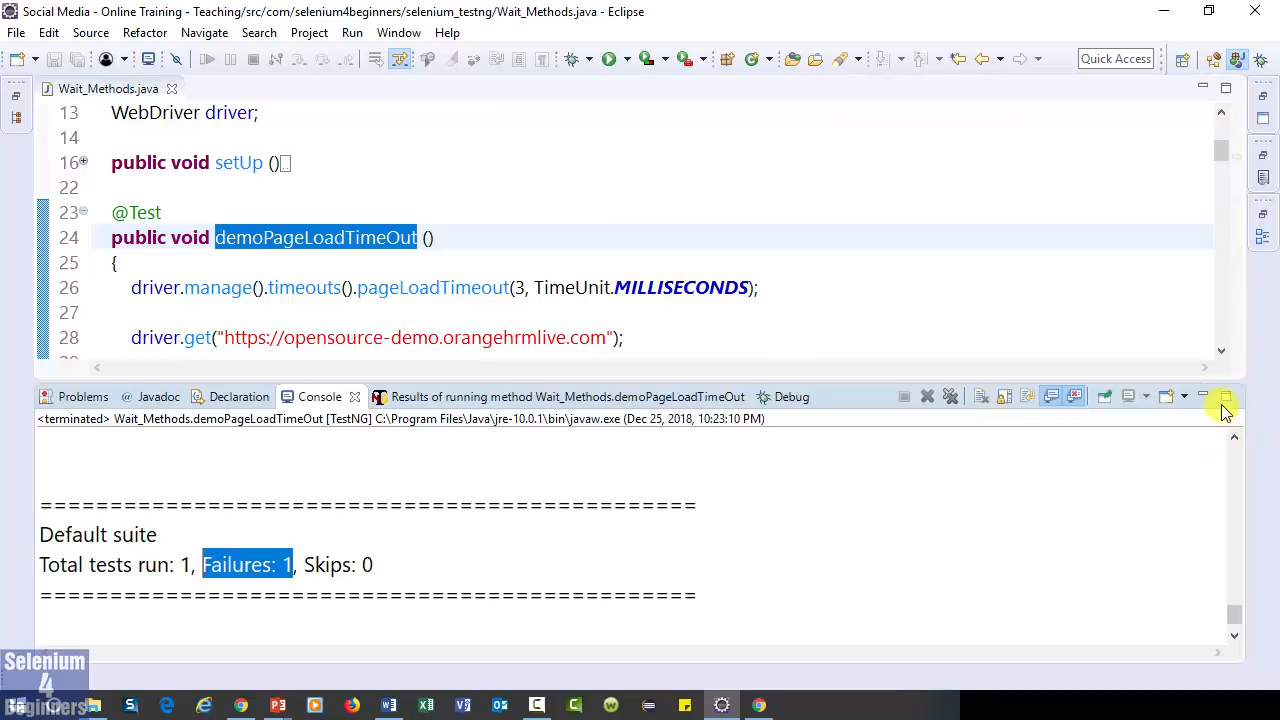 Social Media - Online Training - Teaching/src/com/selenium4beginners/selenium_testng/Wait_Methods.java - Eclipse
File Edit Source Refactor Navigate Search Project Run Window Help
Quick Access
Wait_Methods.java
13 WebDriver driver;
14
16 public void setUp ()
22
23 @Test
24 public void demoPageLoadTimeOut ()
25 {
26 driver.manage().timeouts().pageLoadTimeout(3, TimeUnit.MILLISECONDS);
27
28 driver.get("https://opensource-demo.orangehrmlive.com");
Problems @ Javadoc Declaration Console Results of running method Wait_Methods.demoPageLoadTimeOut Debug
<terminated> Wait_Methods.demoPageLoadTimeOut [TestNG] C:\Program Files\Java\jre-10.0.1\bin\javaw.exe (Dec 25, 2018, 10:23:10 PM)
===============================================
Default suite
Total tests run: 1, Failures: 1, Skips: 0
===============================================
Selenium
4
Beginners